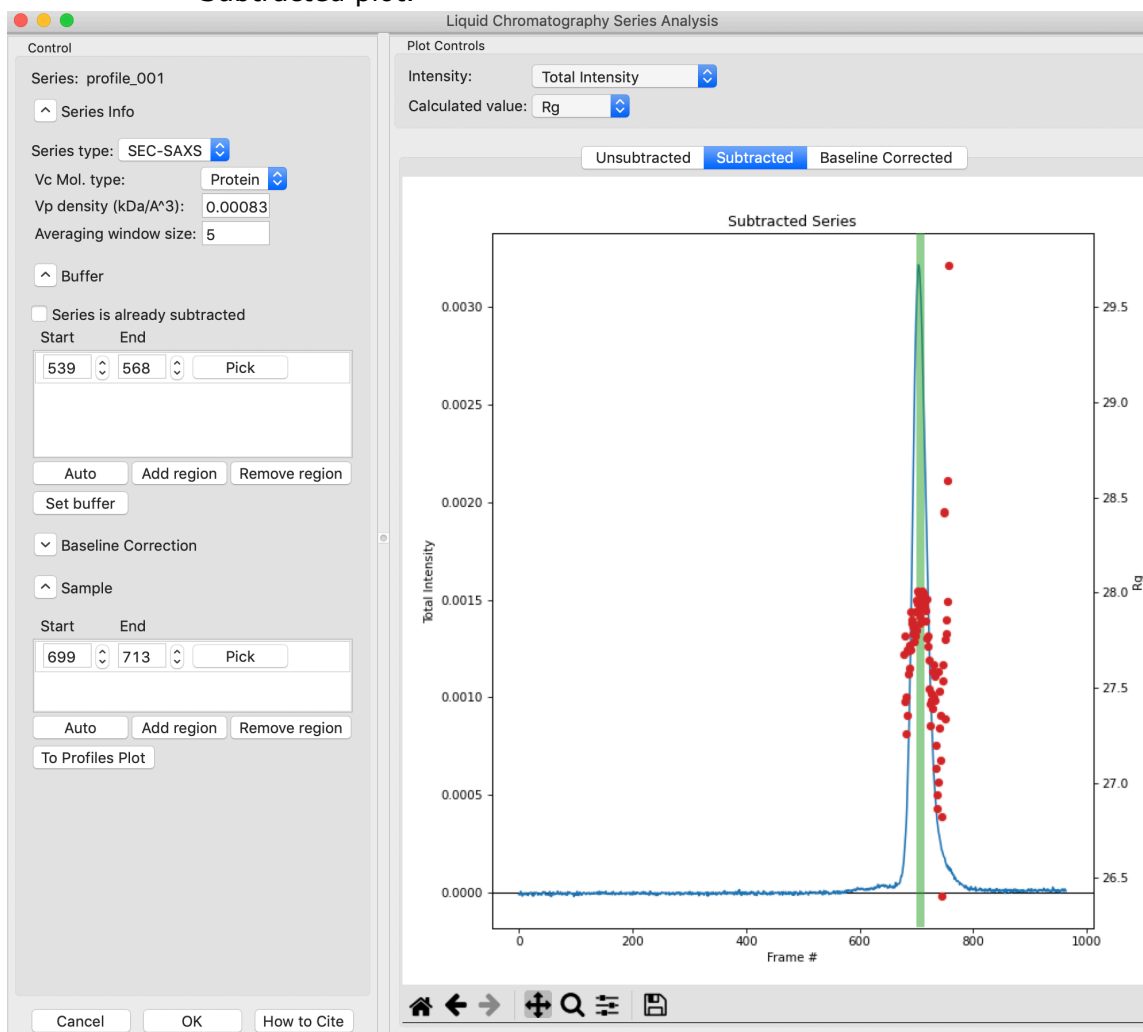 Subtracted plot.
Liquid Chromatography Series Analysis
Control
Series: profile_001
Series Info
Series type: SEC-SAXS
Vc Mol. type: Protein
Vp density (kDa/A^3): 0.00083
Averaging window size: 5
Buffer
Series is already subtracted
Start End
539 568 Pick
Auto Add region Remove region
Set buffer
Baseline Correction
Sample
Start End
699 713 Pick
Auto Add region Remove region
To Profiles Plot
Cancel OK How to Cite
Plot Controls
Intensity: Total Intensity
Calculated value: Rg
Unsubtracted Subtracted Baseline Corrected
Subtracted Series
Total Intensity
0.0030
0.0025
0.0020
0.0015
0.0010
0.0005
0.0000
29.5
29.0
28.5
28.0
27.5
27.0
26.5
Rg
0 200 400 600 800 1000
Frame #